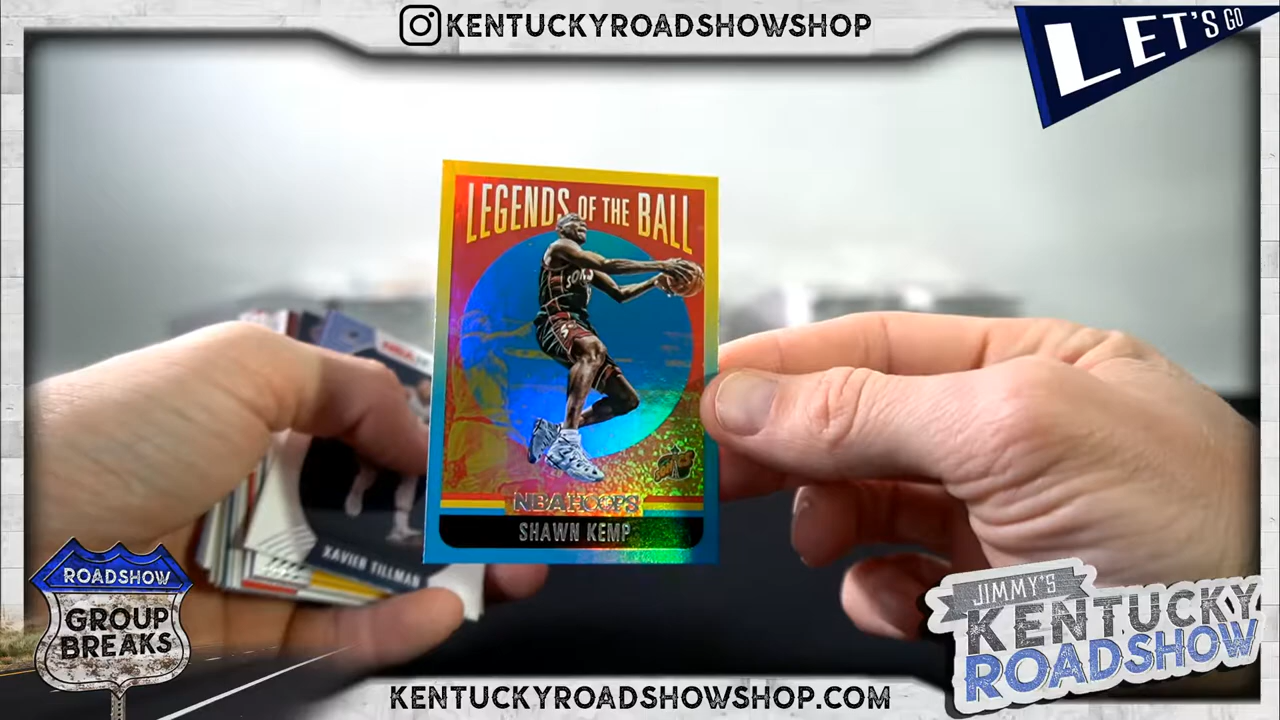 KENTUCKYROADSHOWSHOP
LET'S GO
LEGENDS OF THE BALL
SONICS
NBA HOOPS
SHAWN KEMP
XAVIER TILLMAN
ROADSHOW
GROUP
BREAKS
JIMMY'S
KENTUCKY
ROADSHOW
KENTUCKYROADSHOWSHOP.COM